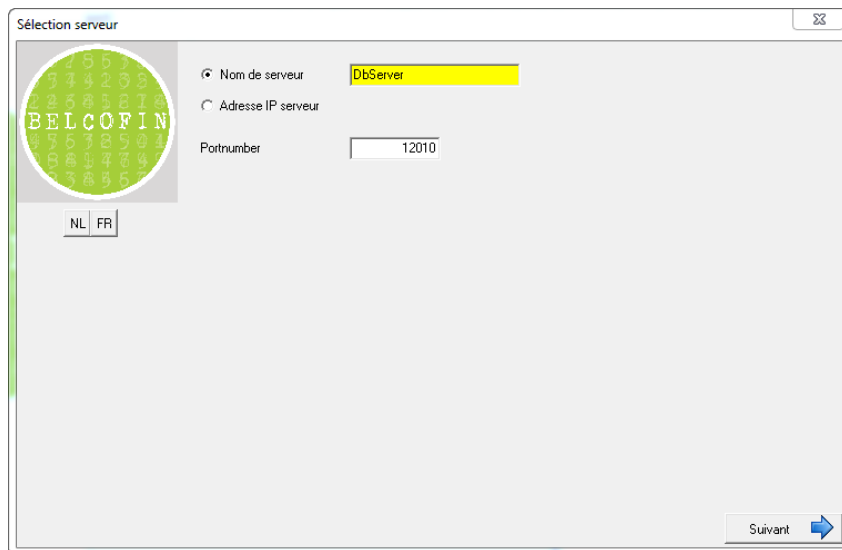 Sélection serveur
BELCOFIN
Nom de serveur
DbServer
Adresse IP serveur
Portnumber
12010
NL FR
Suivant